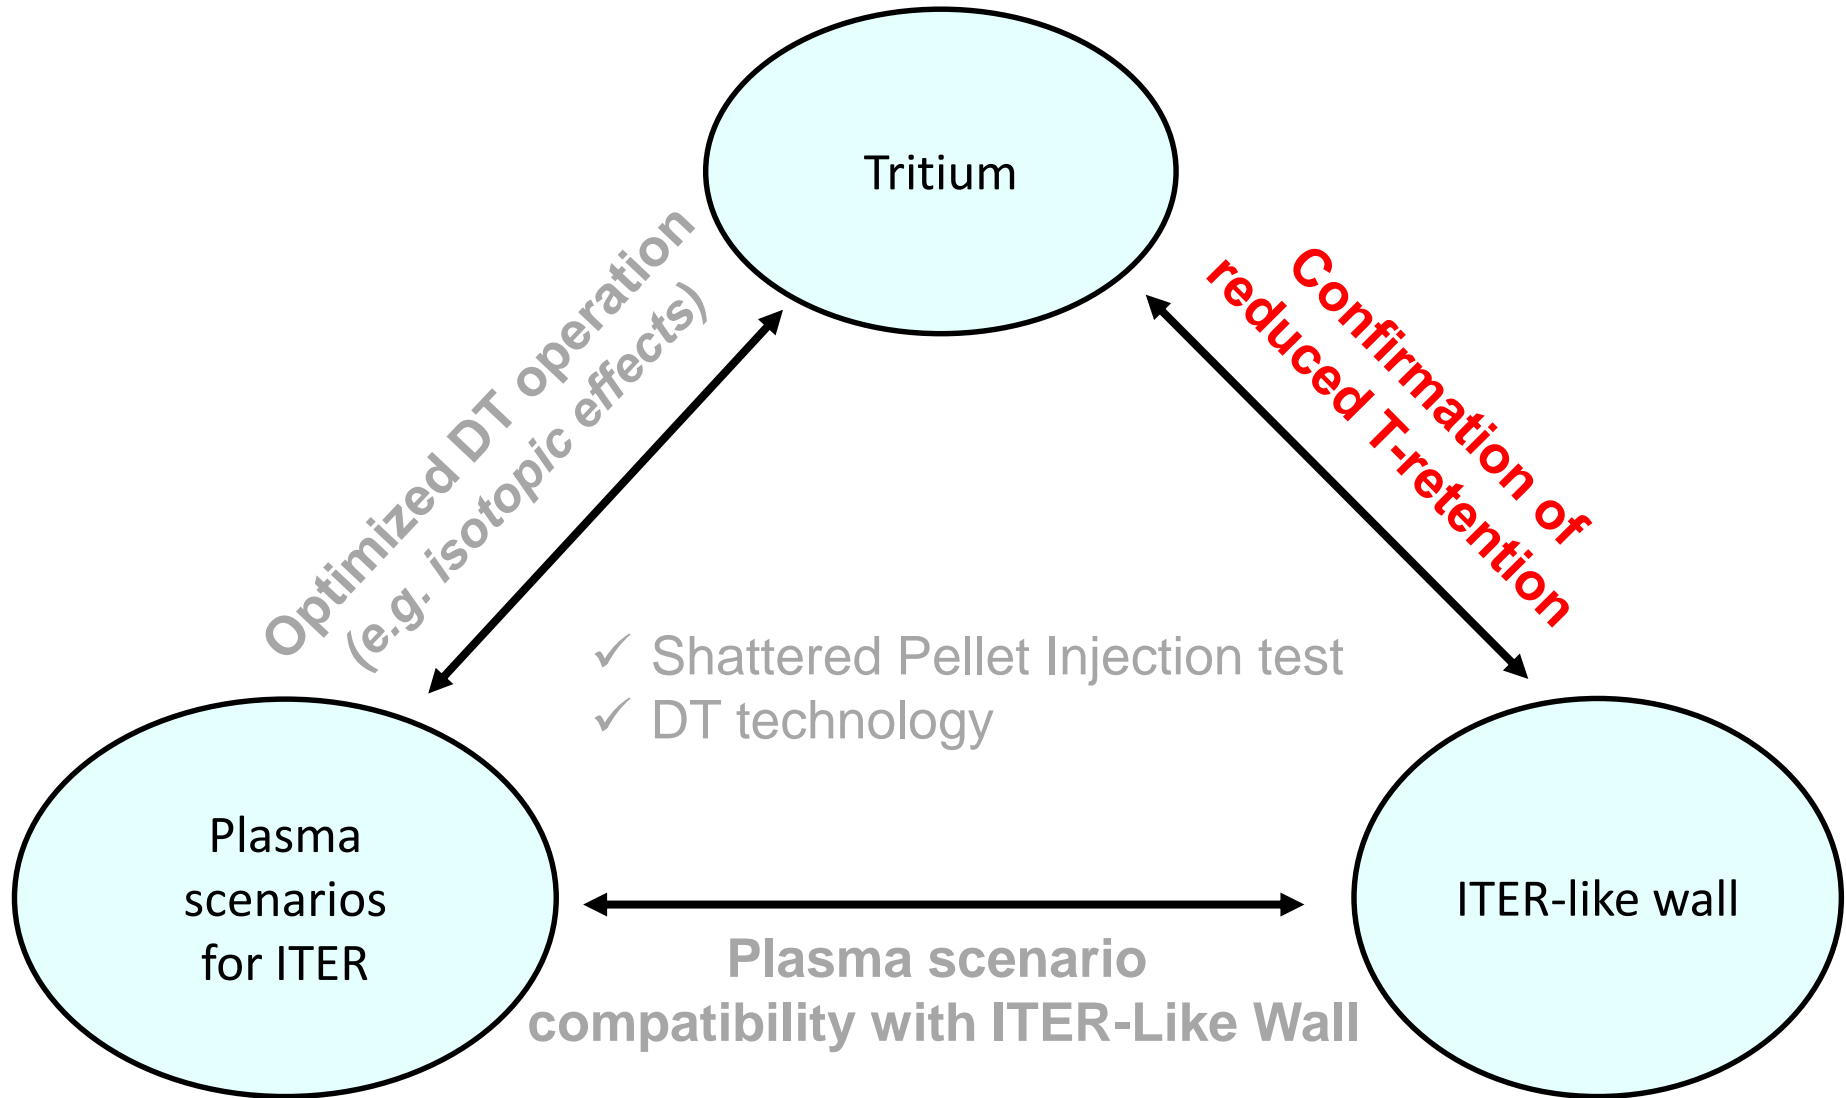 Tritium
Optimized DT operation
(e.g. isotopic effects)
Confirmation of
reduced T-retention
✓ Shattered Pellet Injection test
✓ DT technology
Plasma
scenarios
for ITER
ITER-like wall
Plasma scenario
compatibility with ITER-Like Wall